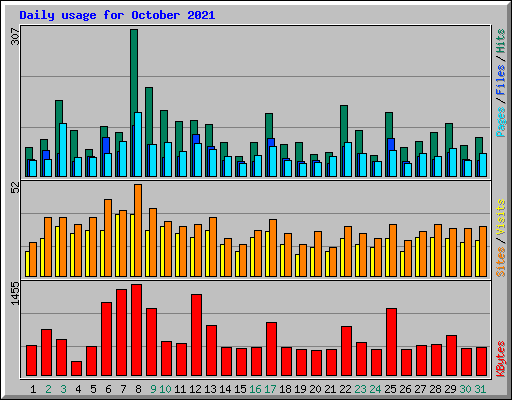 Daily usage for October 2021
307
Pages / Files / Hits
52
Sites / Visits
1455
KBytes
1 2 3 4 5 6 7 8 9 10 11 12 13 14 15 16 17 18 19 20 21 22 23 24 25 26 27 28 29 30 31